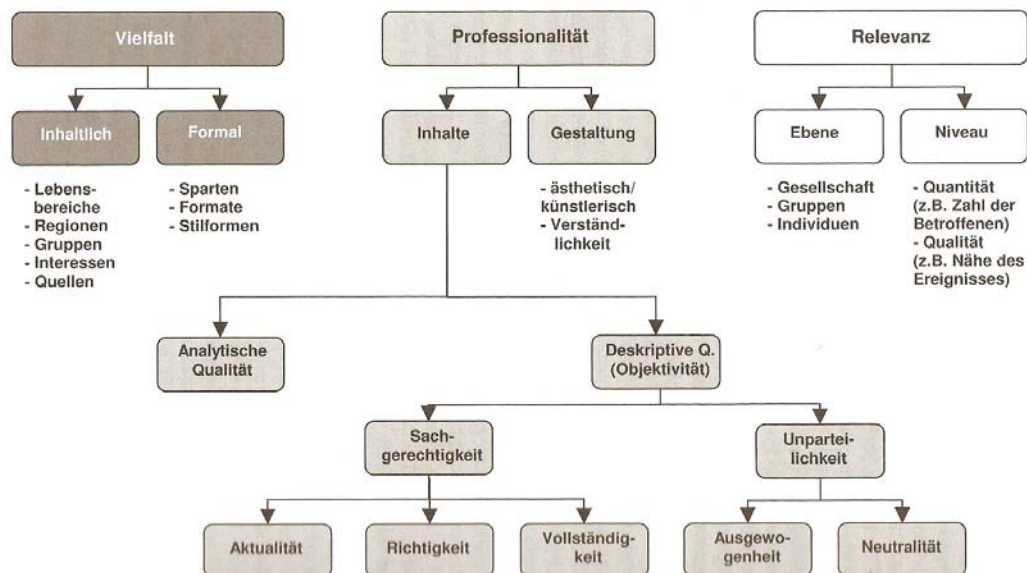 Vielfalt
Professionalität
Relevanz
Inhaltlich
Formal
Inhalte
Gestaltung
Ebene
Niveau
- Lebens-
bereiche
- Regionen
- Gruppen
- Interessen
- Quellen
- Sparten
- Formate
- Stilformen
- ästhetisch/
künstlerisch
- Verständ-
lichkeit
- Gesellschaft
- Gruppen
- Individuen
- Quantität
(z.B. Zahl der
Betroffenen)
- Qualität
(z.B. Nähe des
Ereignisses)
Analytische
Qualität
Deskriptive Q.
(Objektivität)
Sach-
gerechtigkeit
Unpartei-
lichkeit
Aktualität
Richtigkeit
Vollständig-
keit
Ausgewo-
genheit
Neutralität